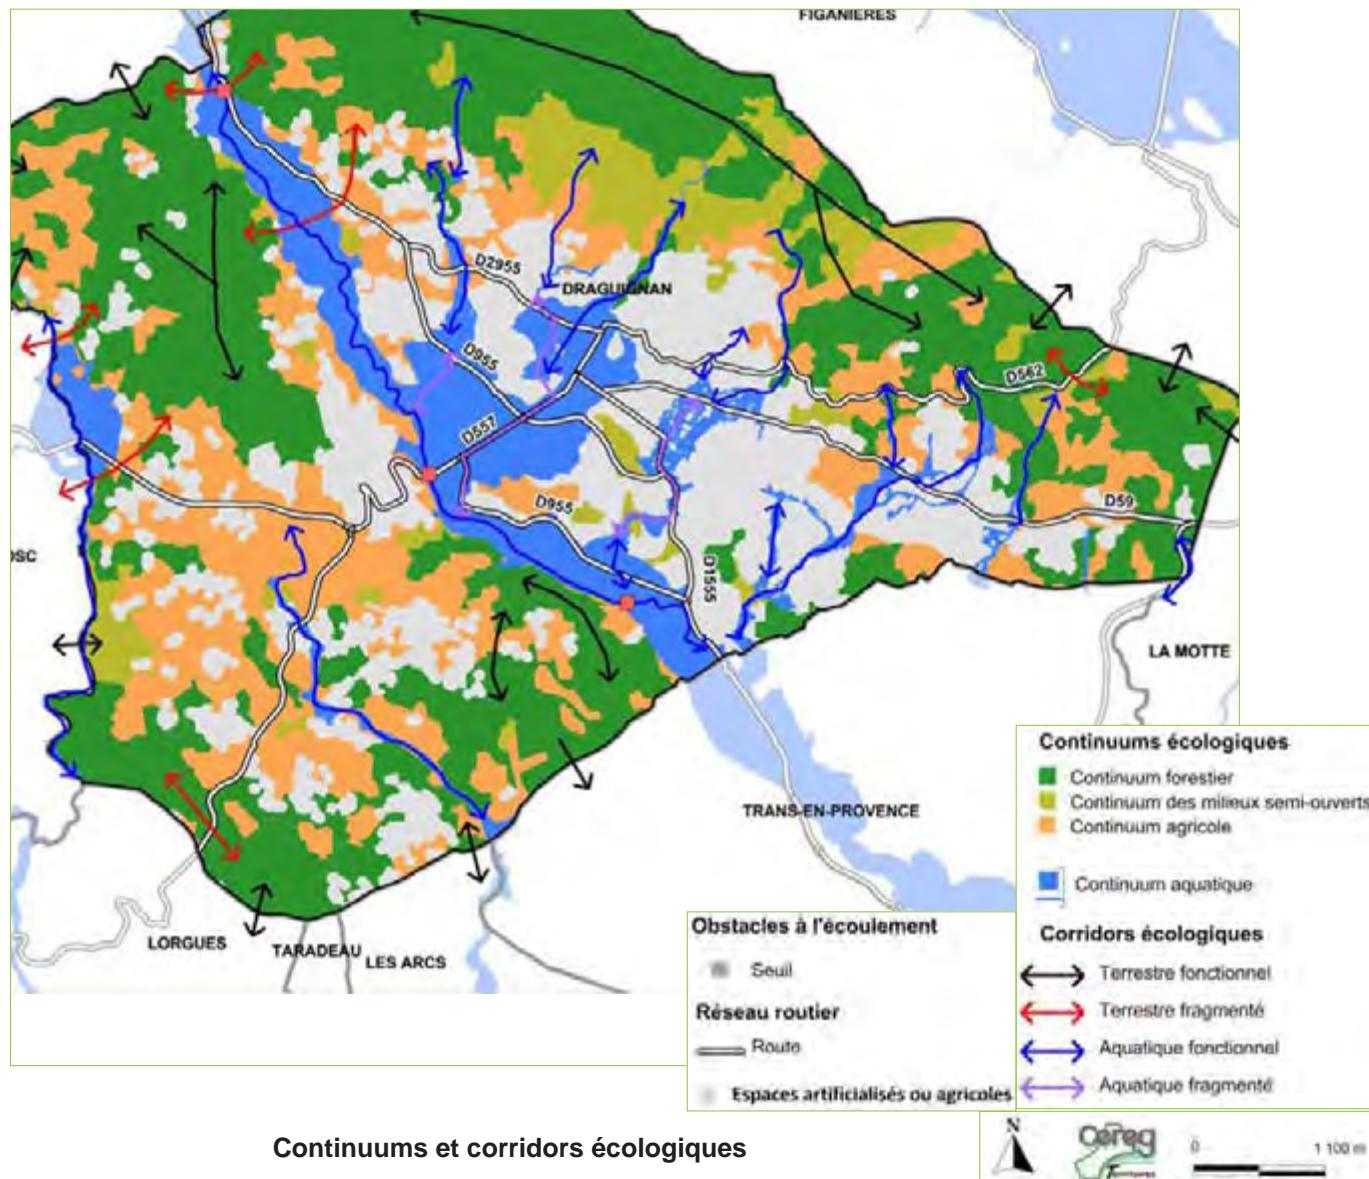 FIGANIERES
D2955
DRAGUIGNAN
D955
D562
D557
D955
D59
D1555
OSC
LA MOTTE
TRANS-EN-PROVENCE
LORGUES
TARADEAU
LES ARCS
Continuums écologiques
Continuum forestier
Continuum des milieux semi-ouverts
Continuum agricole
Continuum aquatique
Corridors écologiques
Terrestre fonctionnel
Terrestre fragmenté
Aquatique fonctionnel
Aquatique fragmenté
Obstacles à l'écoulement
Seuil
Réseau routier
Route
Espaces artificialisés ou agricoles
Continuums et corridors écologiques
N
Cereg
0 1 100 m